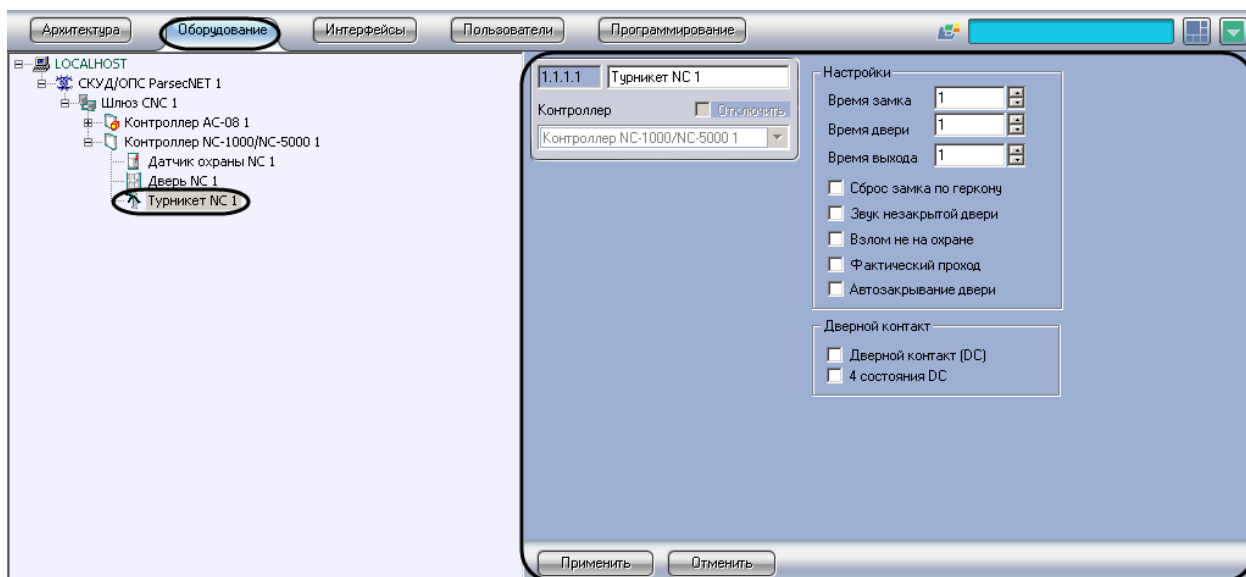 Архитектура
Оборудование
Интерфейсы
Пользователи
Программирование
LOCALHOST
СКУД/ОПС ParsecNET 1
Шлюз CNC 1
Контроллер AC-08 1
Контроллер NC-1000/NC-5000 1
Датчик охраны NC 1
Дверь NC 1
Турникет NC 1
1.1.1.1
Турникет NC 1
Контроллер
Отключить
Контроллер NC-1000/NC-5000 1
Настройки
Время замка 1
Время двери 1
Время выхода 1
Сброс замка по геркону
Звук незакрытой двери
Взлом не на охране
Фактический проход
Автозакрывание двери
Дверной контакт
Дверной контакт (DC)
4 состояния DC
Применить
Отменить